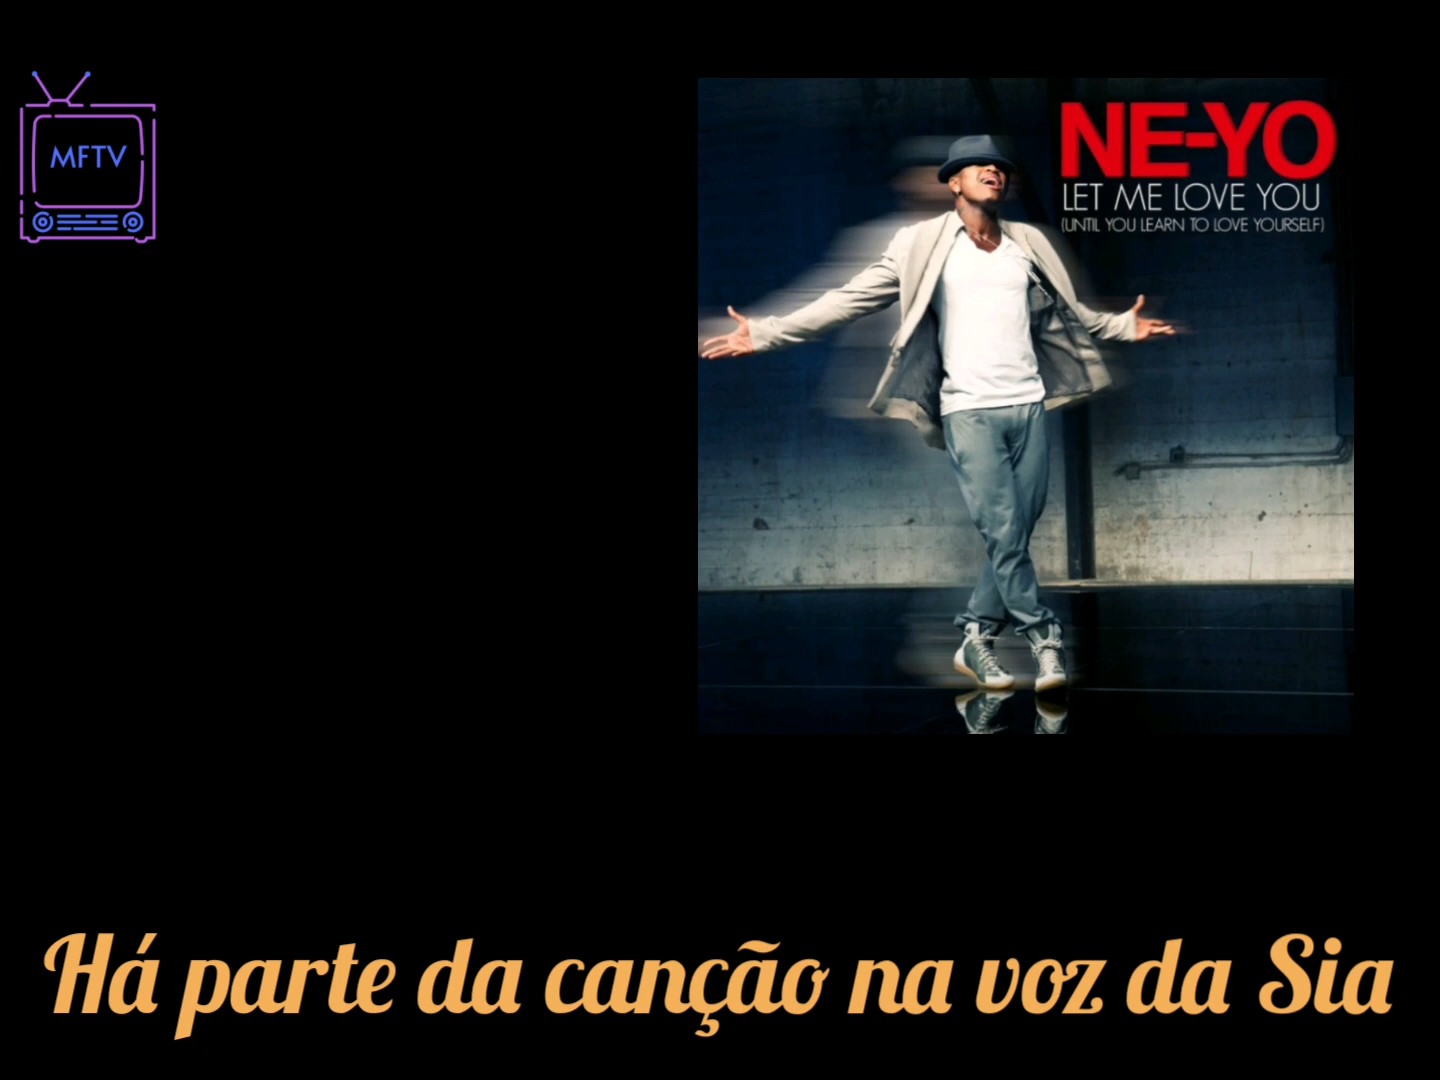 MFTV
NE-YO
LET ME LOVE YOU
(UNTIL YOU LEARN TO LOVE YOURSELF)
Há parte da canção na voz da Sia